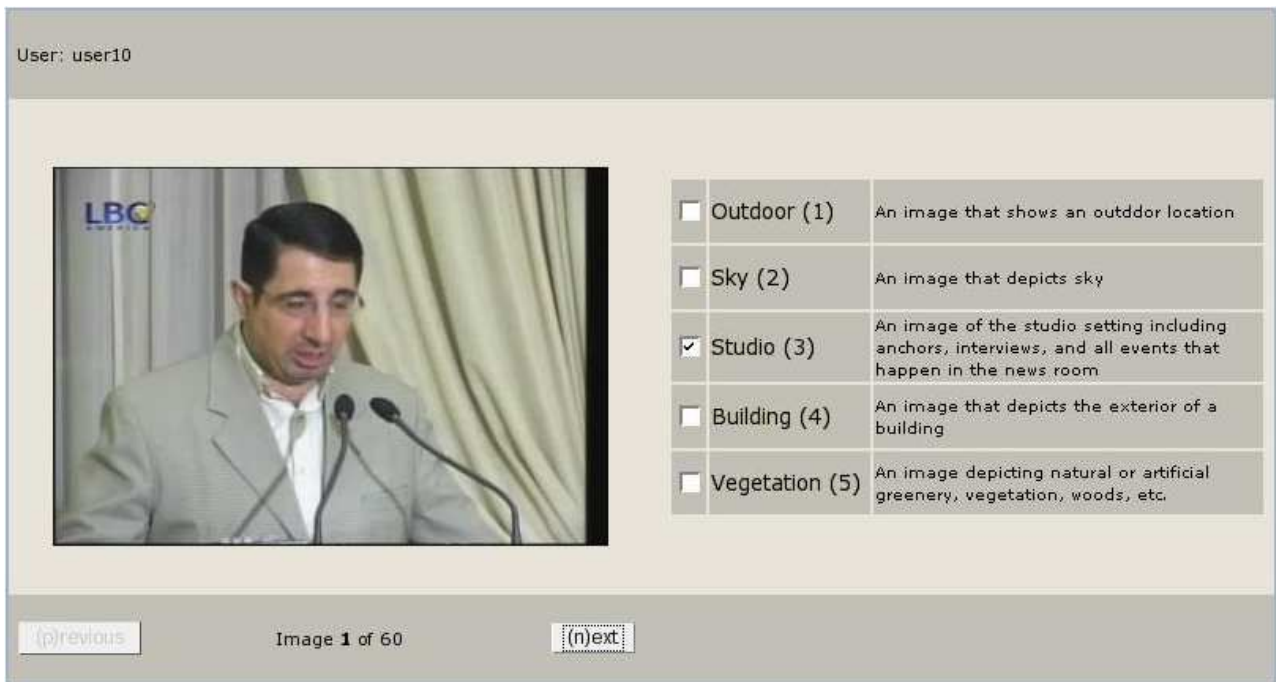 User: user10
LBC
AMERICA
Outdoor (1)
An image that shows an outddor location
Sky (2)
An image that depicts sky
Studio (3)
An image of the studio setting including
anchors, interviews, and all events that
happen in the news room
Building (4)
An image that depicts the exterior of a
building
Vegetation (5)
An image depicting natural or artificial
greenery, vegetation, woods, etc.
(p)revious
Image 1 of 60
(n)ext